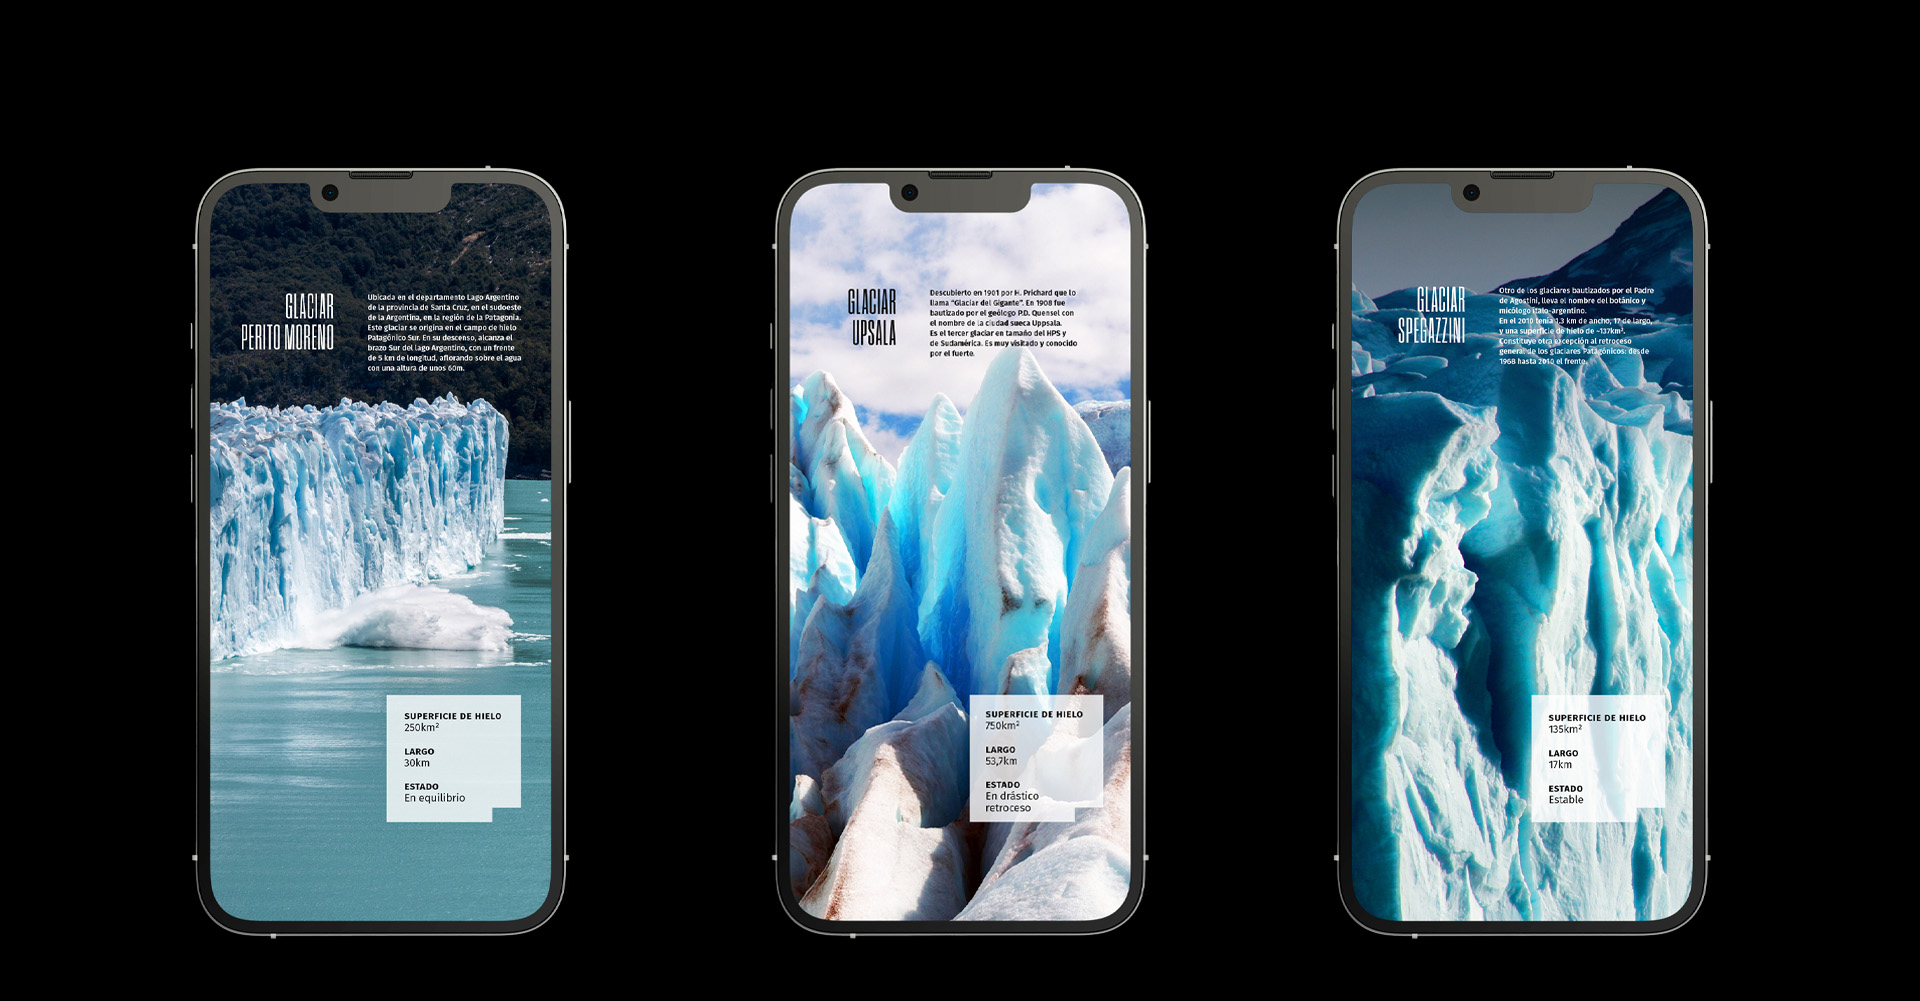 GLACIAR
PERITO MORENO
Ubicada en el departamento Lago Argentino
de la provincia de Santa Cruz, en el sudoeste
de la Argentina, en la región de la Patagonia.
Este glaciar se origina en el campo de hielo
Patagónico Sur. En su descenso, alcanza el
brazo Sur del lago Argentino, con un frente
de 5 km de longitud, aflorando sobre el agua
con una altura de unos 60m.
SUPERFICIE DE HIELO
250km²
LARGO
30km
ESTADO
En equilibrio
GLACIAR
UPSALA
Descubierto en 1901 por H. Prichard que lo
llama "Glaciar del Gigante". En 1908 fue
bautizado por el geólogo P.D. Quensel con
el nombre de la ciudad sueca Uppsala.
Es el tercer glaciar en tamaño del HPS y
de Sudamérica. Es muy visitado y conocido
por el fuerte.
SUPERFICIE DE HIELO
750km²
LARGO
53,7km
ESTADO
En drástico
retroceso
GLACIAR
SPEGAZZINI
Otro de los glaciares bautizados por el Padre
de Agostini, lleva el nombre del botánico y
micólogo ítalo-argentino.
En el 2010 tenía 1.3 km de ancho, 17 de largo,
y una superficie de hielo de ~137km².
Constituye otra excepción al retroceso
general de los glaciares Patagónicos: desde
1968 hasta 2010 el frente.
SUPERFICIE DE HIELO
135km²
LARGO
17km
ESTADO
Estable